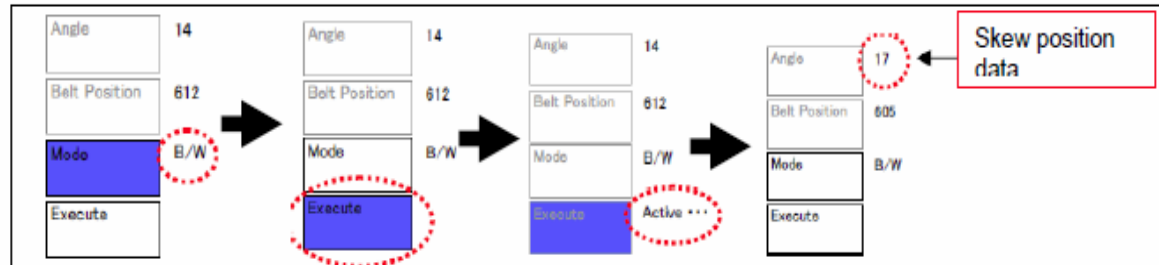 Angle 14
Belt Position 612
Mode B/W
Execute
Angle 14
Belt Position 612
Mode B/W
Execute
Angle 14
Belt Position 612
Mode B/W
Execute Active ･･･
Angle 17
Belt Position 605
Mode B/W
Execute
Skew position
data